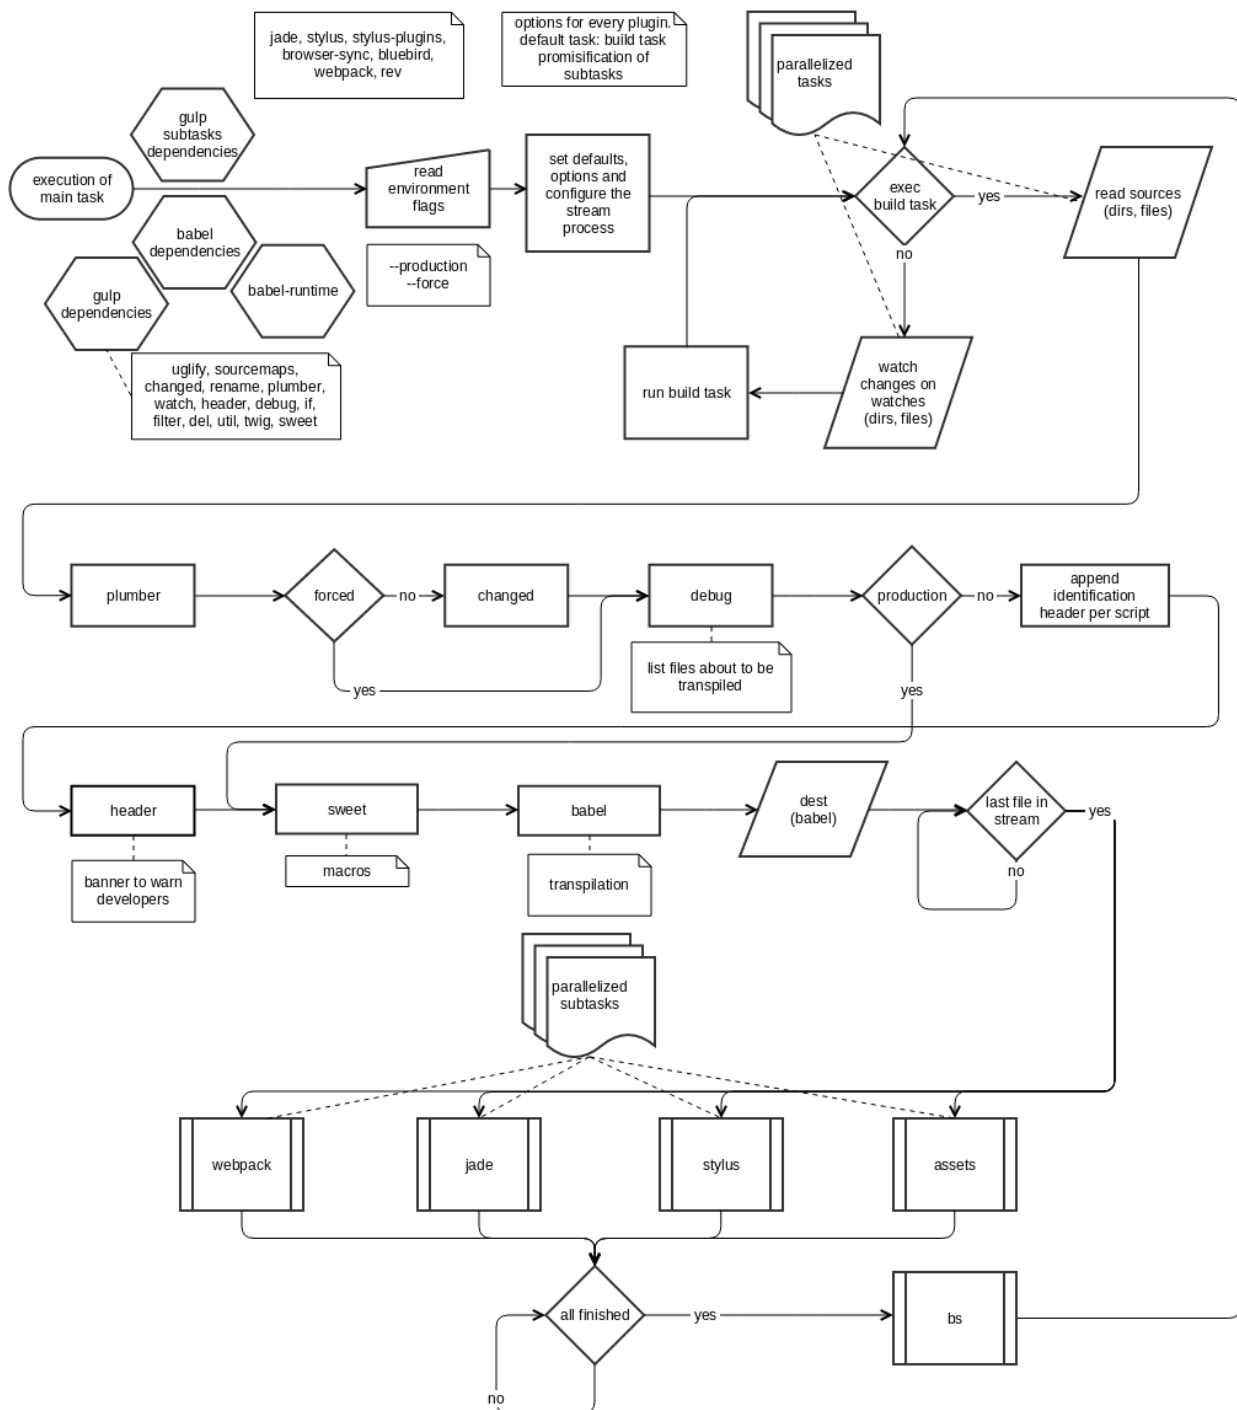 jade, stylus, stylus-plugins,
browser-sync, bluebird,
webpack, rev
options for every plugin.
default task: build task
promisification of
subtasks
parallelized
tasks
gulp
subtasks
dependencies
execution of
main task
read
environment
flags
set defaults,
options and
configure the
stream
process
exec
build task
yes
read sources
(dirs, files)
no
babel
dependencies
--production
--force
gulp
dependencies
babel-runtime
uglify, sourcemaps,
changed, rename, plumber,
watch, header, debug, if,
filter, del, util, twig, sweet
run build task
watch
changes on
watches
(dirs, files)
plumber
forced
no
changed
debug
production
no
append
identification
header per script
yes
list files about to be
transpiled
yes
header
sweet
babel
dest
(babel)
last file in
stream
yes
no
banner to warn
developers
macros
transpilation
parallelized
subtasks
webpack
jade
stylus
assets
all finished
yes
bs
no